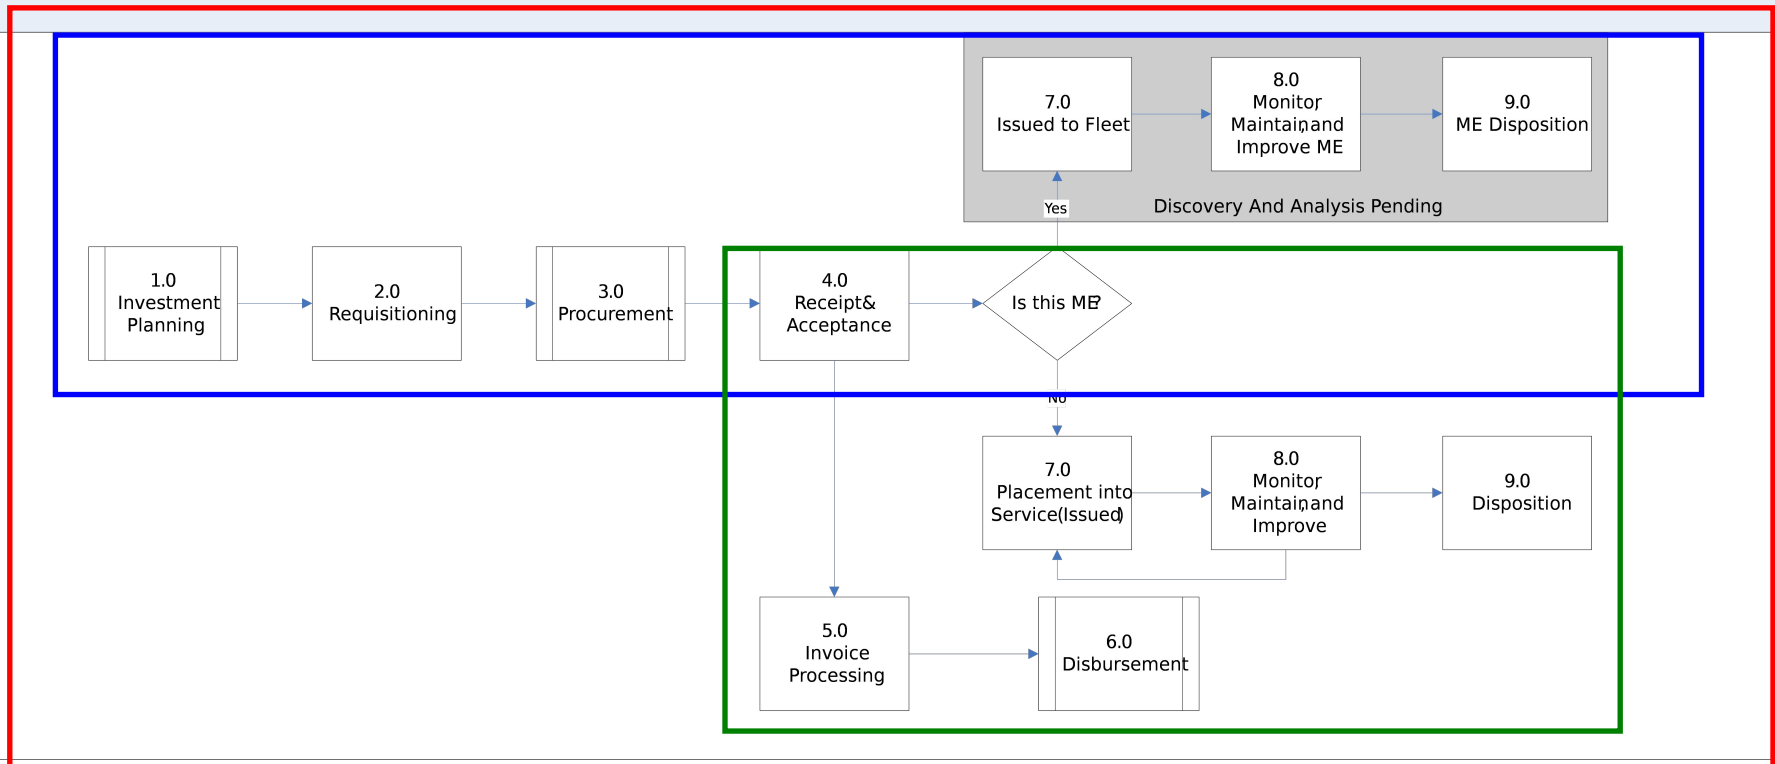 7.0
Issued to Fleet
8.0
Monitor,
Maintain, and
Improve ME
9.0
ME Disposition
Yes
Discovery And Analysis Pending
1.0
Investment
Planning
2.0
Requisitioning
3.0
Procurement
4.0
Receipt &
Acceptance
Is this ME?
No
7.0
Placement into
Service (Issued)
8.0
Monitor,
Maintain, and
Improve
9.0
Disposition
5.0
Invoice
Processing
6.0
Disbursement